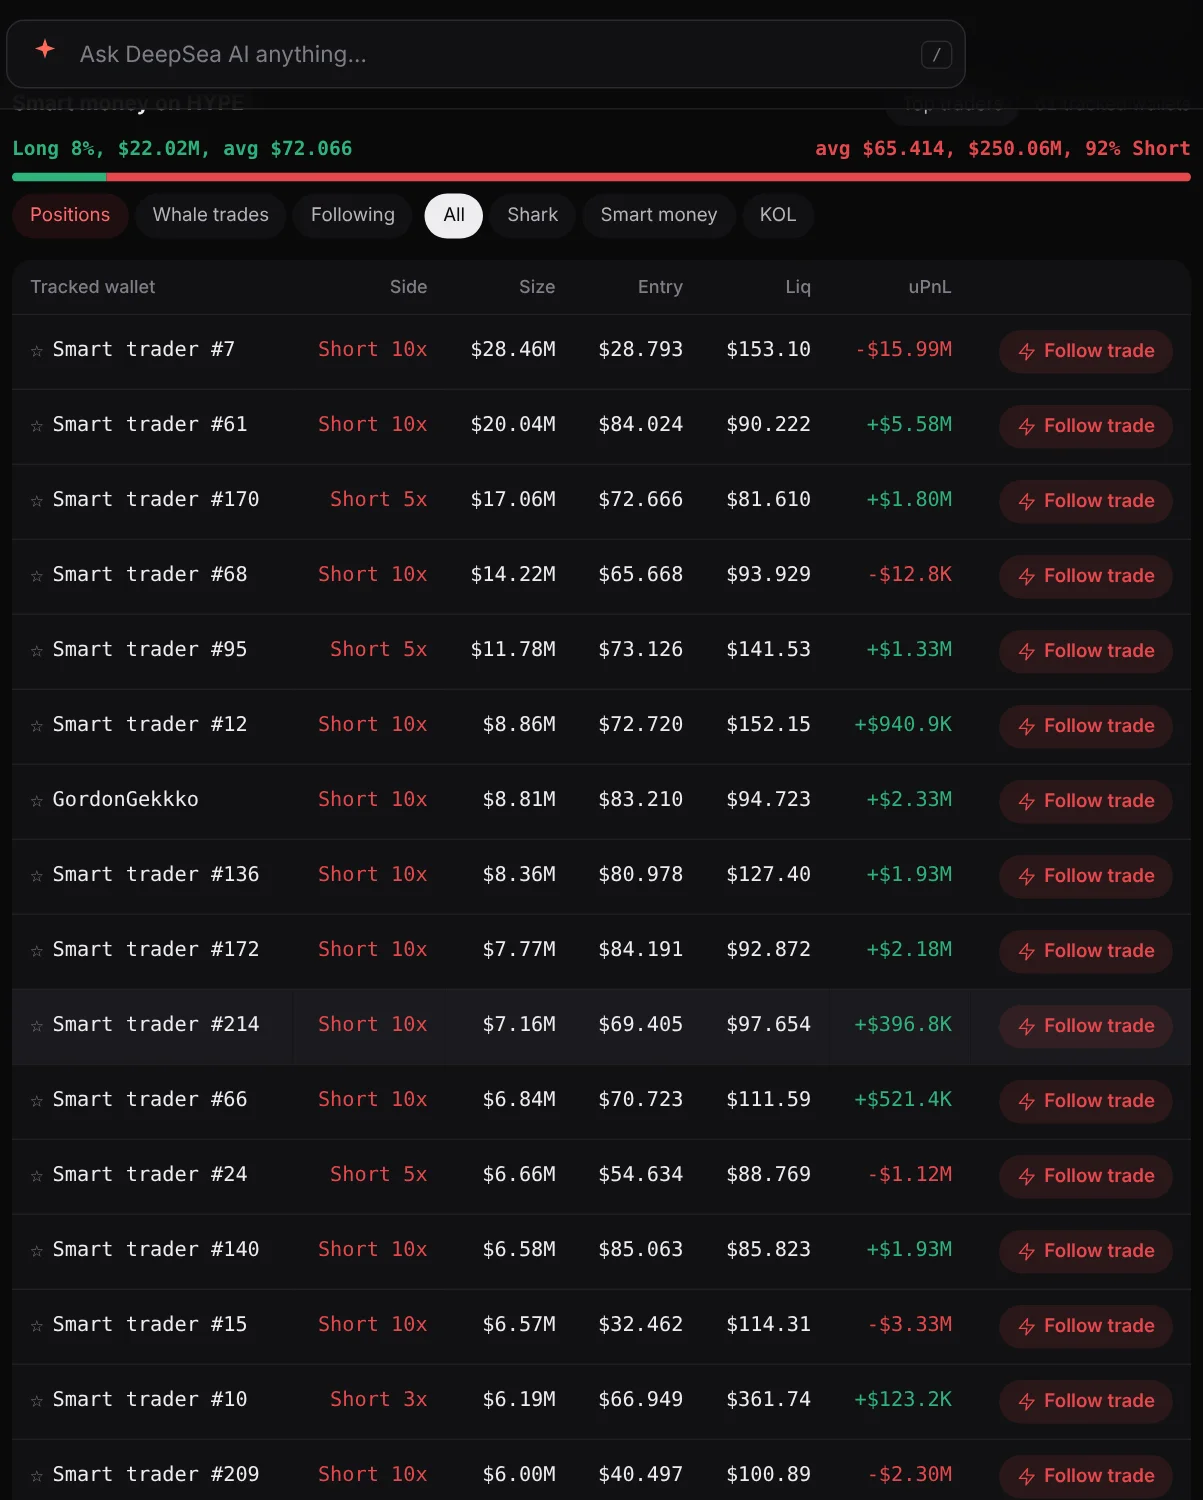 Ask DeepSea AI anything... /
Smart money on HYPE Top traders
Long 8%, $22.02M, avg $72.066 avg $65.414, $250.06M, 92% Short
Positions Whale trades Following All Shark Smart money KOL
Tracked wallet Side Size Entry Liq uPnL
☆ Smart trader #7 Short 10x $28.46M $28.793 $153.10 -$15.99M Follow trade
☆ Smart trader #61 Short 10x $20.04M $84.024 $90.222 +$5.58M Follow trade
☆ Smart trader #170 Short 5x $17.06M $72.666 $81.610 +$1.80M Follow trade
☆ Smart trader #68 Short 10x $14.22M $65.668 $93.929 -$12.8K Follow trade
☆ Smart trader #95 Short 5x $11.78M $73.126 $141.53 +$1.33M Follow trade
☆ Smart trader #12 Short 10x $8.86M $72.720 $152.15 +$940.9K Follow trade
☆ GordonGekkko Short 10x $8.81M $83.210 $94.723 +$2.33M Follow trade
☆ Smart trader #136 Short 10x $8.36M $80.978 $127.40 +$1.93M Follow trade
☆ Smart trader #172 Short 10x $7.77M $84.191 $92.872 +$2.18M Follow trade
☆ Smart trader #214 Short 10x $7.16M $69.405 $97.654 +$396.8K Follow trade
☆ Smart trader #66 Short 10x $6.84M $70.723 $111.59 +$521.4K Follow trade
☆ Smart trader #24 Short 5x $6.66M $54.634 $88.769 -$1.12M Follow trade
☆ Smart trader #140 Short 10x $6.58M $85.063 $85.823 +$1.93M Follow trade
☆ Smart trader #15 Short 10x $6.57M $32.462 $114.31 -$3.33M Follow trade
☆ Smart trader #10 Short 3x $6.19M $66.949 $361.74 +$123.2K Follow trade
☆ Smart trader #209 Short 10x $6.00M $40.497 $100.89 -$2.30M Follow trade